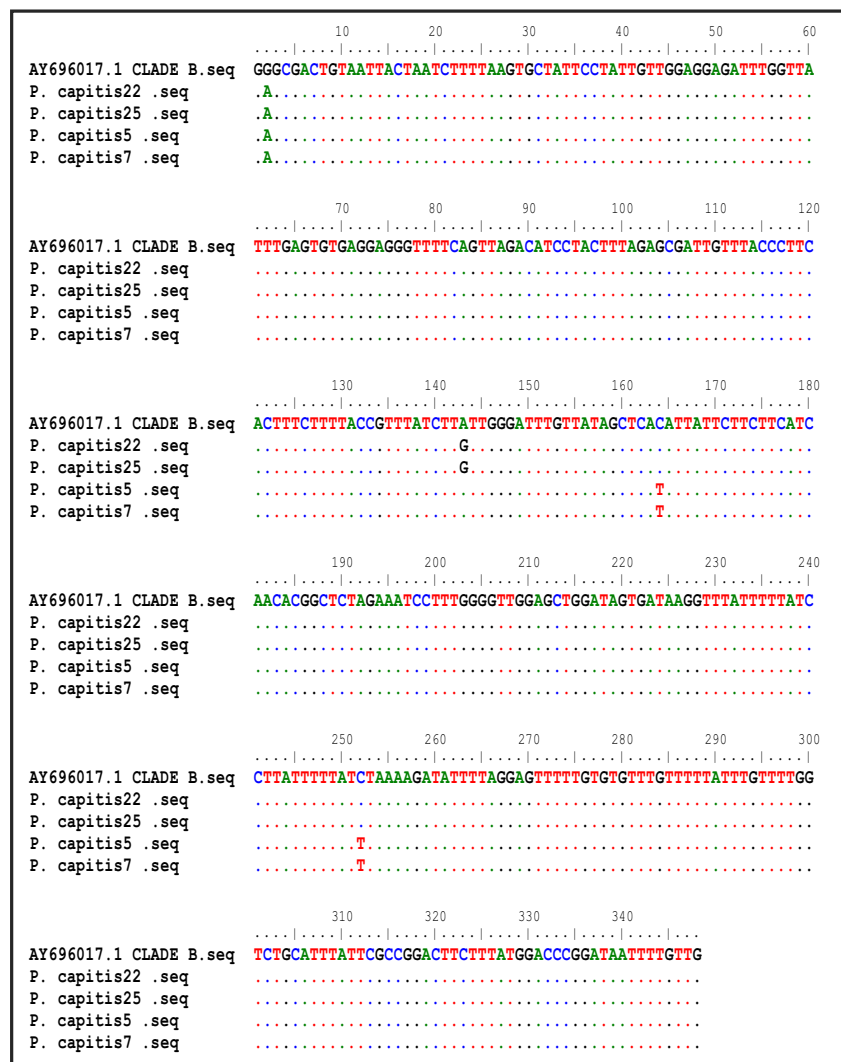 10 20 30 40 50 60
....|....|....|....|....|....|....|....|....|....|....|....|
AY696017.1 CLADE B.seq GGGCGACTGTAATTACTAATCTTTTAAGTGCTATTCCTATTGTTGGAGGAGATTTGGTTA
P. capitis22 .seq .A..........................................................
P. capitis25 .seq .A..........................................................
P. capitis5 .seq .A..........................................................
P. capitis7 .seq .A..........................................................
70 80 90 100 110 120
....|....|....|....|....|....|....|....|....|....|....|....|
AY696017.1 CLADE B.seq TTTGAGTGTGAGGAGGGTTTTCAGTTAGACATCCTACTTTAGAGCGATTGTTTACCCTTC
P. capitis22 .seq ............................................................
P. capitis25 .seq ............................................................
P. capitis5 .seq ............................................................
P. capitis7 .seq ............................................................
130 140 150 160 170 180
....|....|....|....|....|....|....|....|....|....|....|....|
AY696017.1 CLADE B.seq ACTTTCTTTTACCGTTTATCTTATTGGGATTTGTTATAGCTCACATTATTCTTCTTCATC
P. capitis22 .seq ......................G.....................................
P. capitis25 .seq ......................G.....................................
P. capitis5 .seq ...........................................T................
P. capitis7 .seq ...........................................T................
190 200 210 220 230 240
....|....|....|....|....|....|....|....|....|....|....|....|
AY696017.1 CLADE B.seq AACACGGCTCTAGAAATCCTTTGGGGTTGGAGCTGGATAGTGATAAGGTTTATTTTTATC
P. capitis22 .seq ............................................................
P. capitis25 .seq ............................................................
P. capitis5 .seq ............................................................
P. capitis7 .seq ............................................................
250 260 270 280 290 300
....|....|....|....|....|....|....|....|....|....|....|....|
AY696017.1 CLADE B.seq CTTATTTTTATCTAAAAGATATTTTAGGAGTTTTTGTGTGTTTGTTTTTATTTGTTTTGG
P. capitis22 .seq ............................................................
P. capitis25 .seq ............................................................
P. capitis5 .seq ...........T................................................
P. capitis7 .seq ...........T................................................
310 320 330 340
....|....|....|....|....|....|....|....|....|...
AY696017.1 CLADE B.seq TCTGCATTTATTCGCCGGACTTCTTTATGGACCCGGATAATTTTGTTG
P. capitis22 .seq ................................................
P. capitis25 .seq ................................................
P. capitis5 .seq ................................................
P. capitis7 .seq ................................................